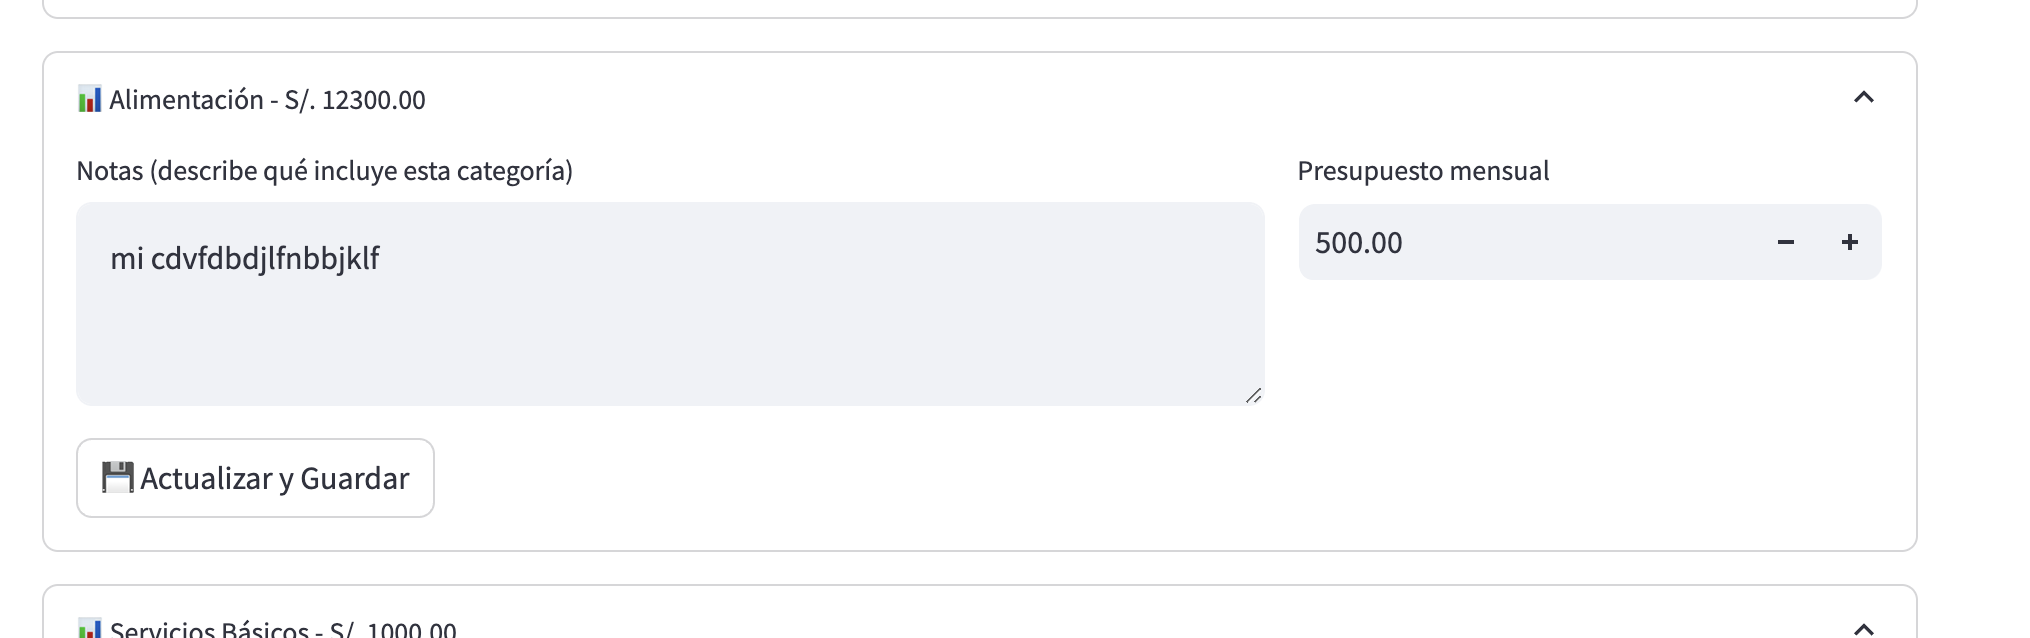 Alimentación - S/. 12300.00
Notas (describe qué incluye esta categoría)
Presupuesto mensual
mi cdvfdbdjlfnbbjklf
500.00
Actualizar y Guardar
Servicios Básicos - S/. 1000.00